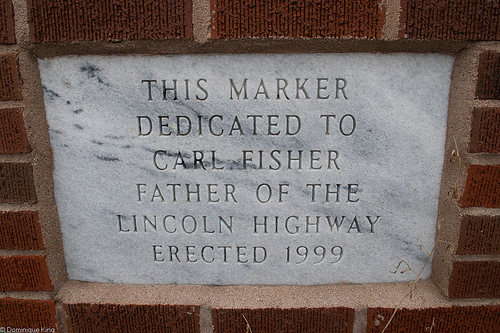 THIS MARKER
DEDICATED TO
CARL FISHER
FATHER OF THE
LINCOLN HIGHWAY
ERECTED 1999
©Dominique King